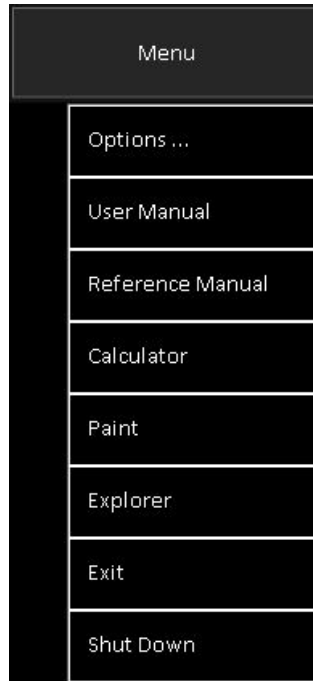 Menu
Options ...
User Manual
Reference Manual
Calculator
Paint
Explorer
Exit
Shut Down